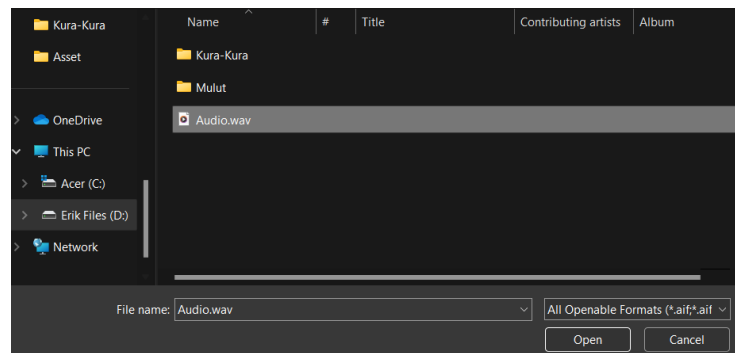 Kura-Kura
Asset
OneDrive
This PC
Acer (C:)
Erik Files (D:)
Network
Name # Title Contributing artists Album
Kura-Kura
Mulut
Audio.wav
File name: Audio.wav All Openable Formats (*.aif;*.aif
Open Cancel